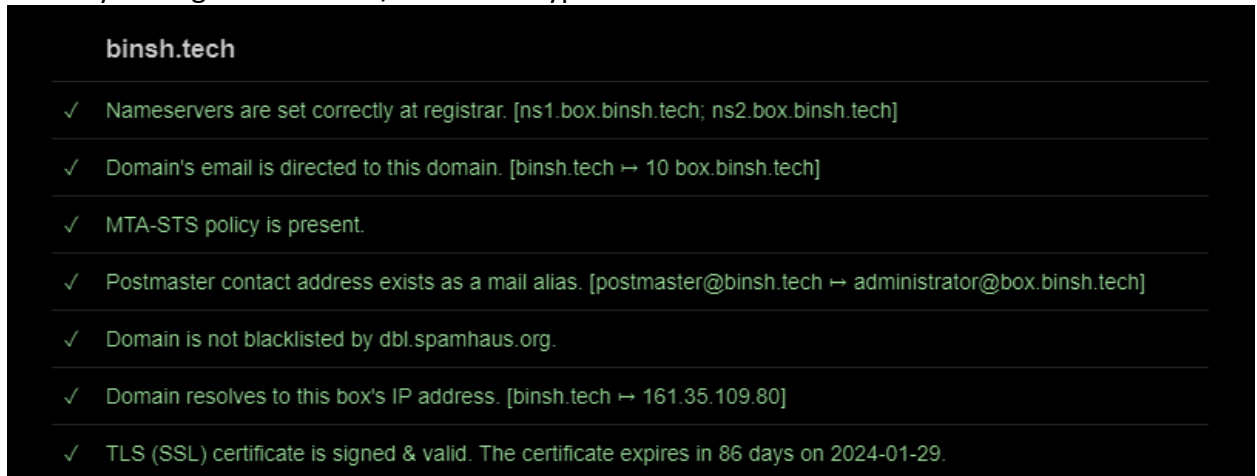 binsh.tech
✓ Nameservers are set correctly at registrar. [ns1.box.binsh.tech; ns2.box.binsh.tech]
✓ Domain's email is directed to this domain. [binsh.tech ↦ 10 box.binsh.tech]
✓ MTA-STS policy is present.
✓ Postmaster contact address exists as a mail alias. [postmaster@binsh.tech ↦ administrator@box.binsh.tech]
✓ Domain is not blacklisted by dbl.spamhaus.org.
✓ Domain resolves to this box's IP address. [binsh.tech ↦ 161.35.109.80]
✓ TLS (SSL) certificate is signed & valid. The certificate expires in 86 days on 2024-01-29.